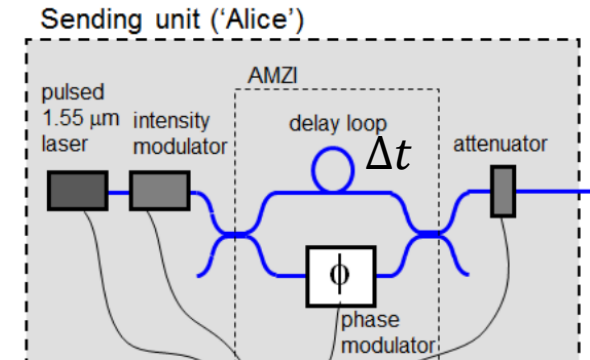 Sending unit (‘Alice’)
AMZI
pulsed
1.55 μm
laser
intensity
modulator
delay loop
Δt
attenuator
ϕ
phase
modulator